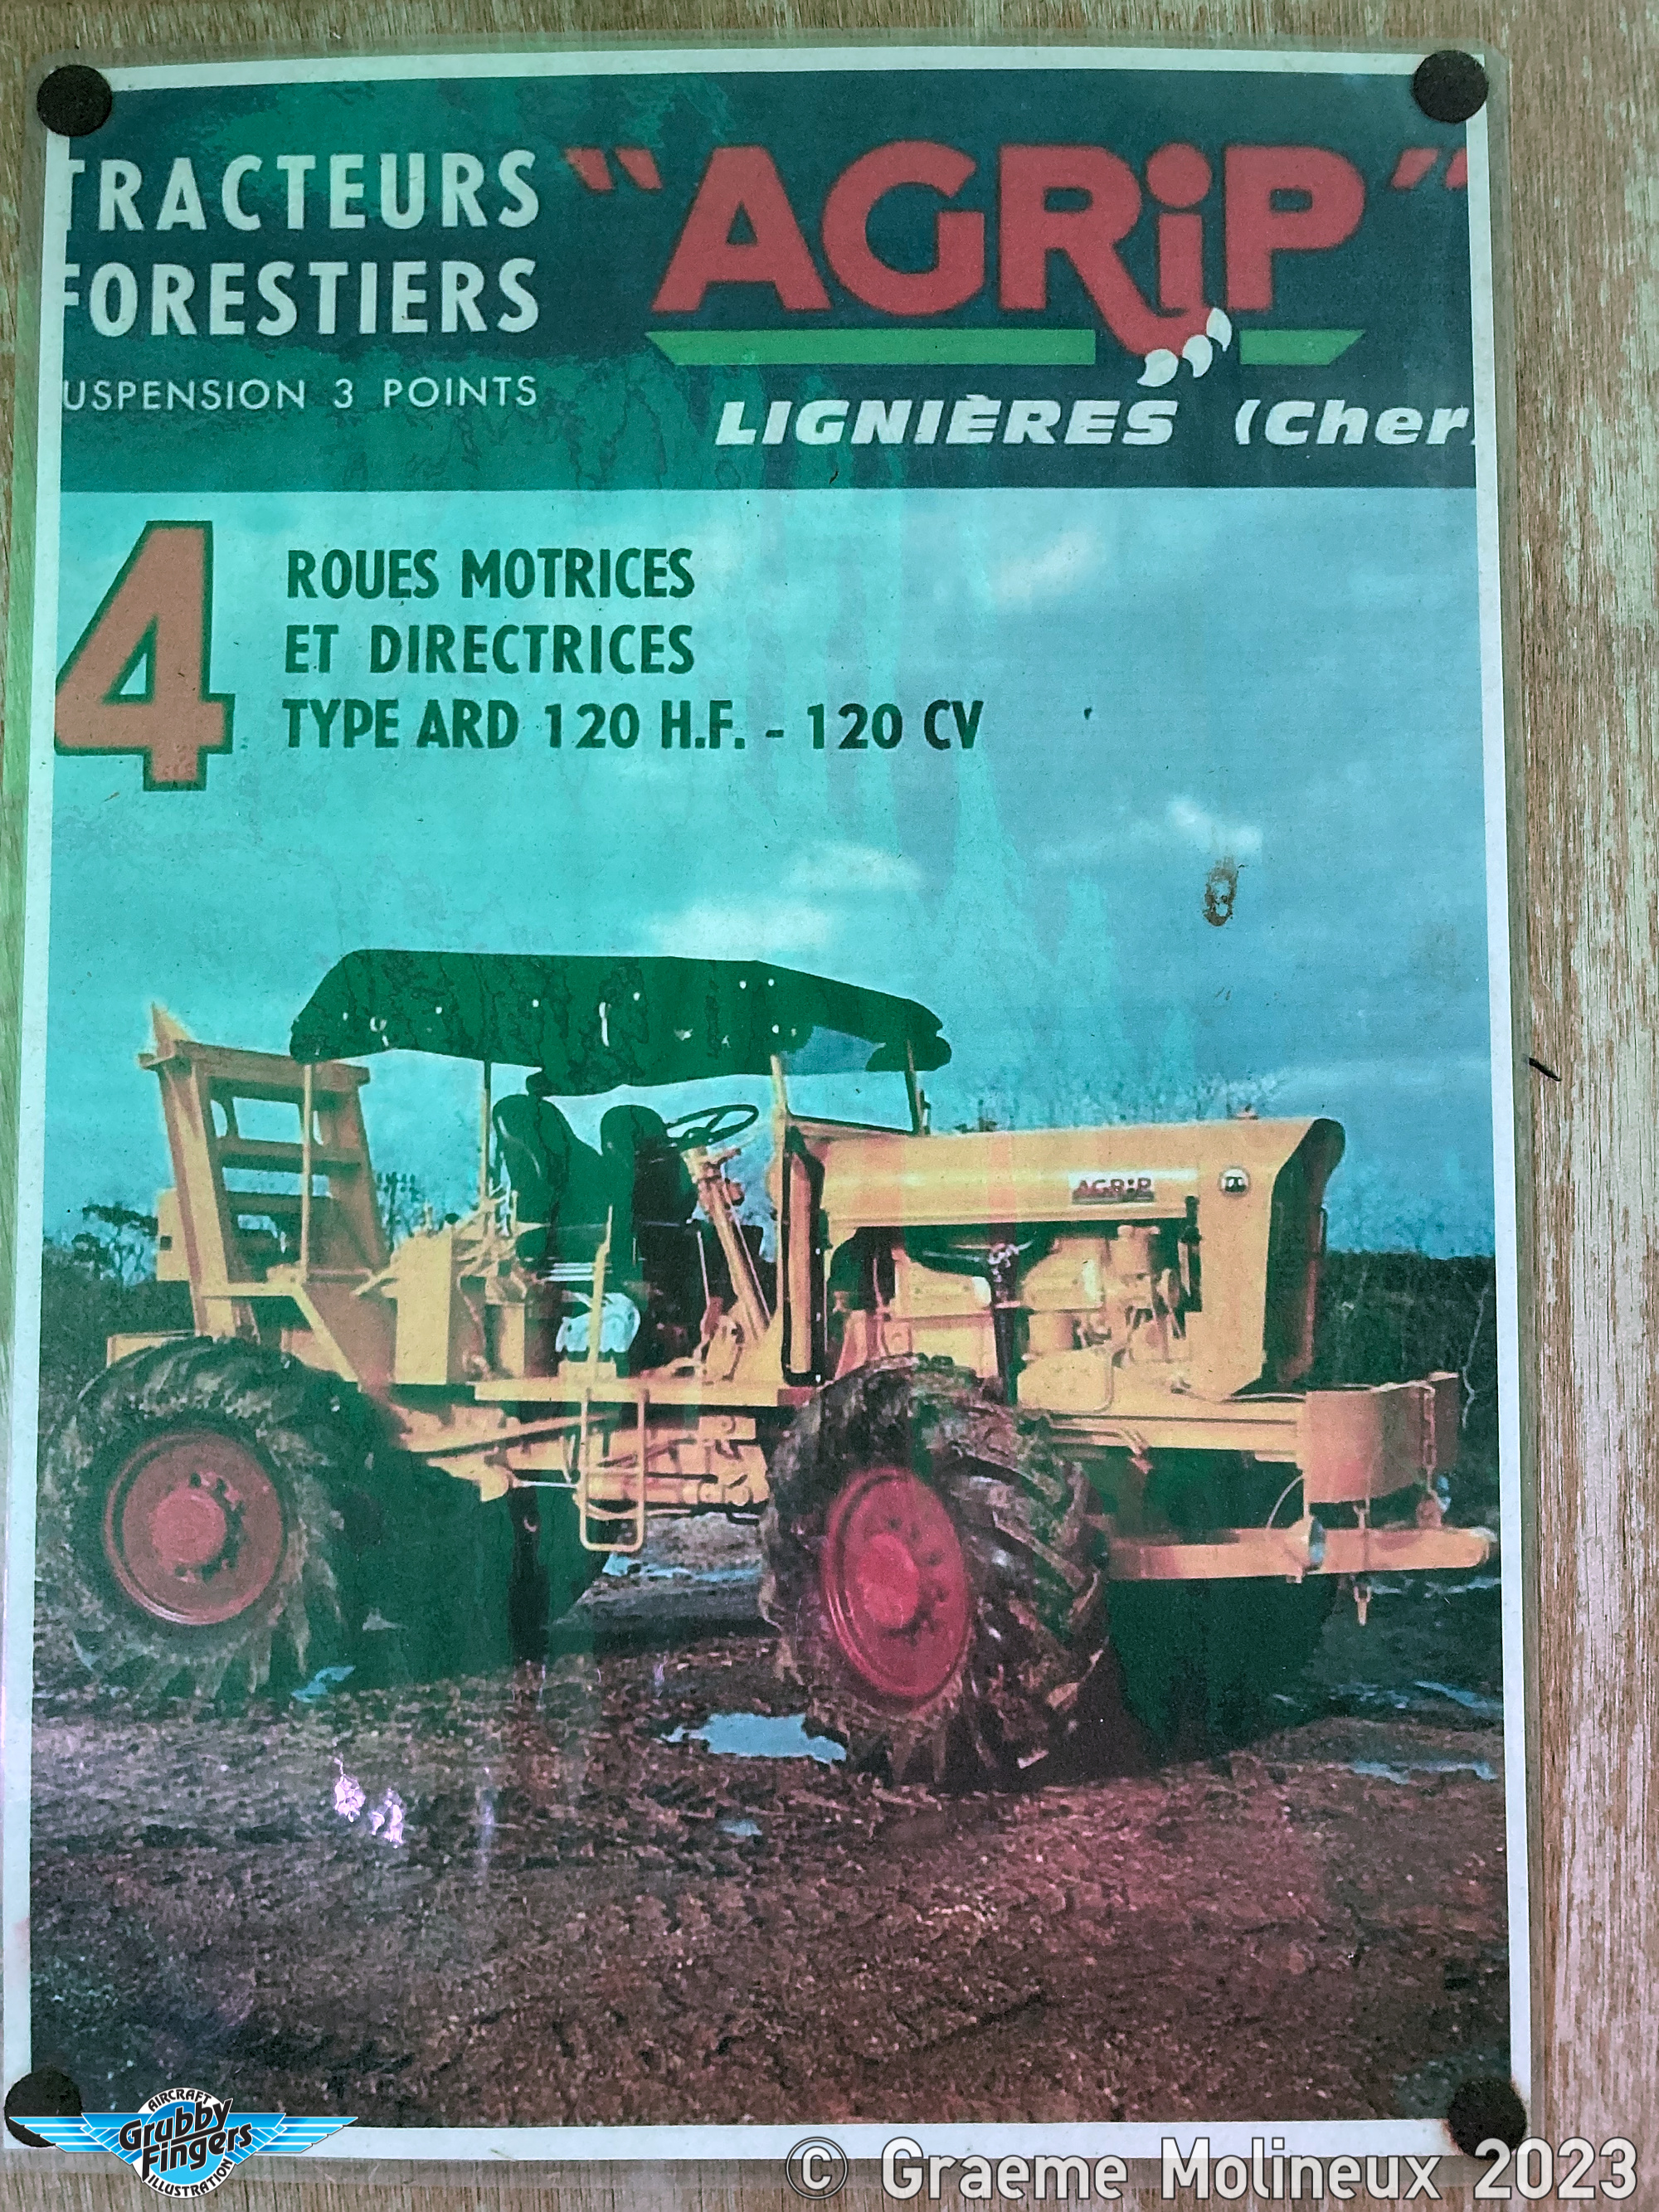 TRACTEURS
FORESTIERS
USPENSION 3 POINTS
"AGRiP"
LIGNIÈRES (Cher
4
ROUES MOTRICES
ET DIRECTRICES
TYPE ARD 120 H.F. - 120 CV
AGRiP
AIRCRAFT
Grubby
Fingers
ILLUSTRATION
© Graeme Molineux 2023